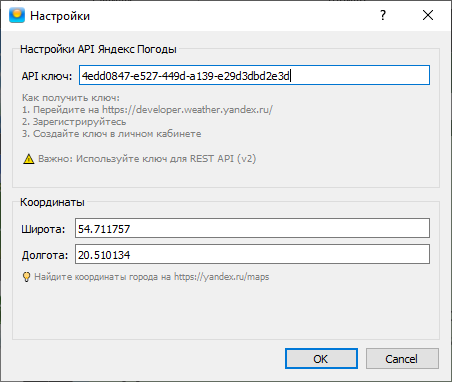 Настройки
Настройки API Яндекс Погоды
API ключ: 4edd0847-e527-449d-a139-e29d3dbd2e3d
Как получить ключ:
1. Перейдите на https://developer.weather.yandex.ru/
2. Зарегистрируйтесь
3. Создайте ключ в личном кабинете
Важно: Используйте ключ для REST API (v2)
Координаты
Широта: 54.711757
Долгота: 20.510134
Найдите координаты города на https://yandex.ru/maps
OK Cancel